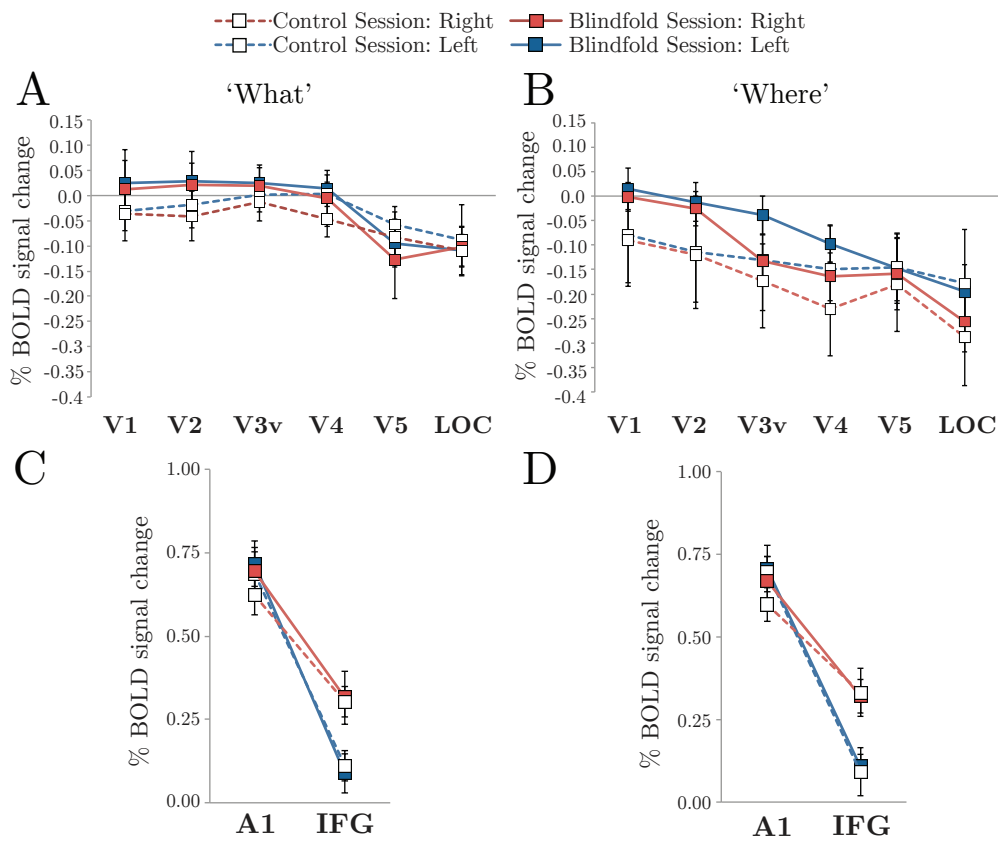 Control Session: Right
Blindfold Session: Right
Control Session: Left
Blindfold Session: Left
A
'What'
% BOLD signal change
0.15
0.10
0.05
0.0
-0.05
-0.10
-0.15
-0.20
-0.25
-0.3
-0.35
-0.4
V1 V2 V3v V4 V5 LOC
B
'Where'
% BOLD signal change
0.15
0.10
0.05
0.0
-0.05
-0.10
-0.15
-0.20
-0.25
-0.3
-0.35
-0.4
V1 V2 V3v V4 V5 LOC
C
% BOLD signal change
1.00
0.75
0.50
0.25
0.00
A1 IFG
D
% BOLD signal change
1.00
0.75
0.50
0.25
0.00
A1 IFG